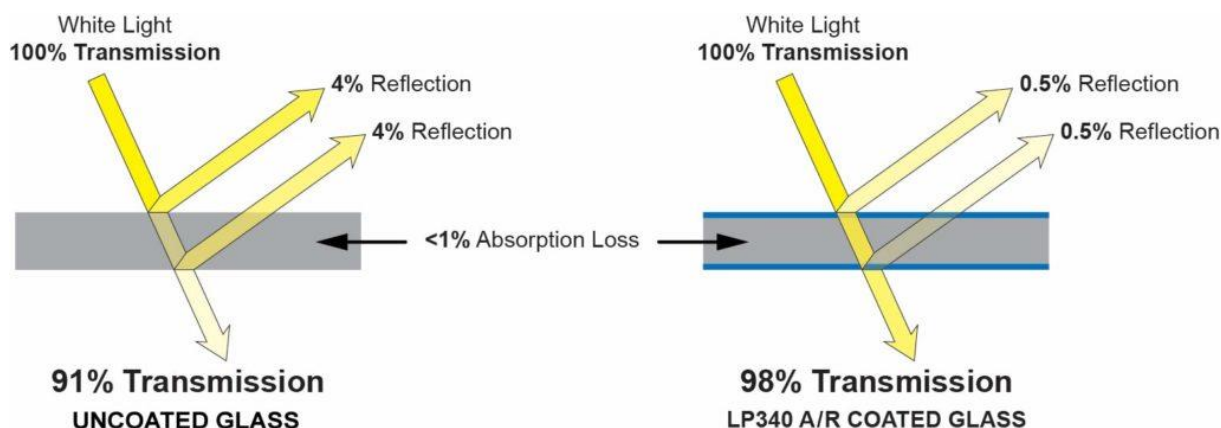 White Light
100% Transmission
4% Reflection
4% Reflection
<1% Absorption Loss
91% Transmission
UNCOATED GLASS
White Light
100% Transmission
0.5% Reflection
0.5% Reflection
98% Transmission
LP340 A/R COATED GLASS